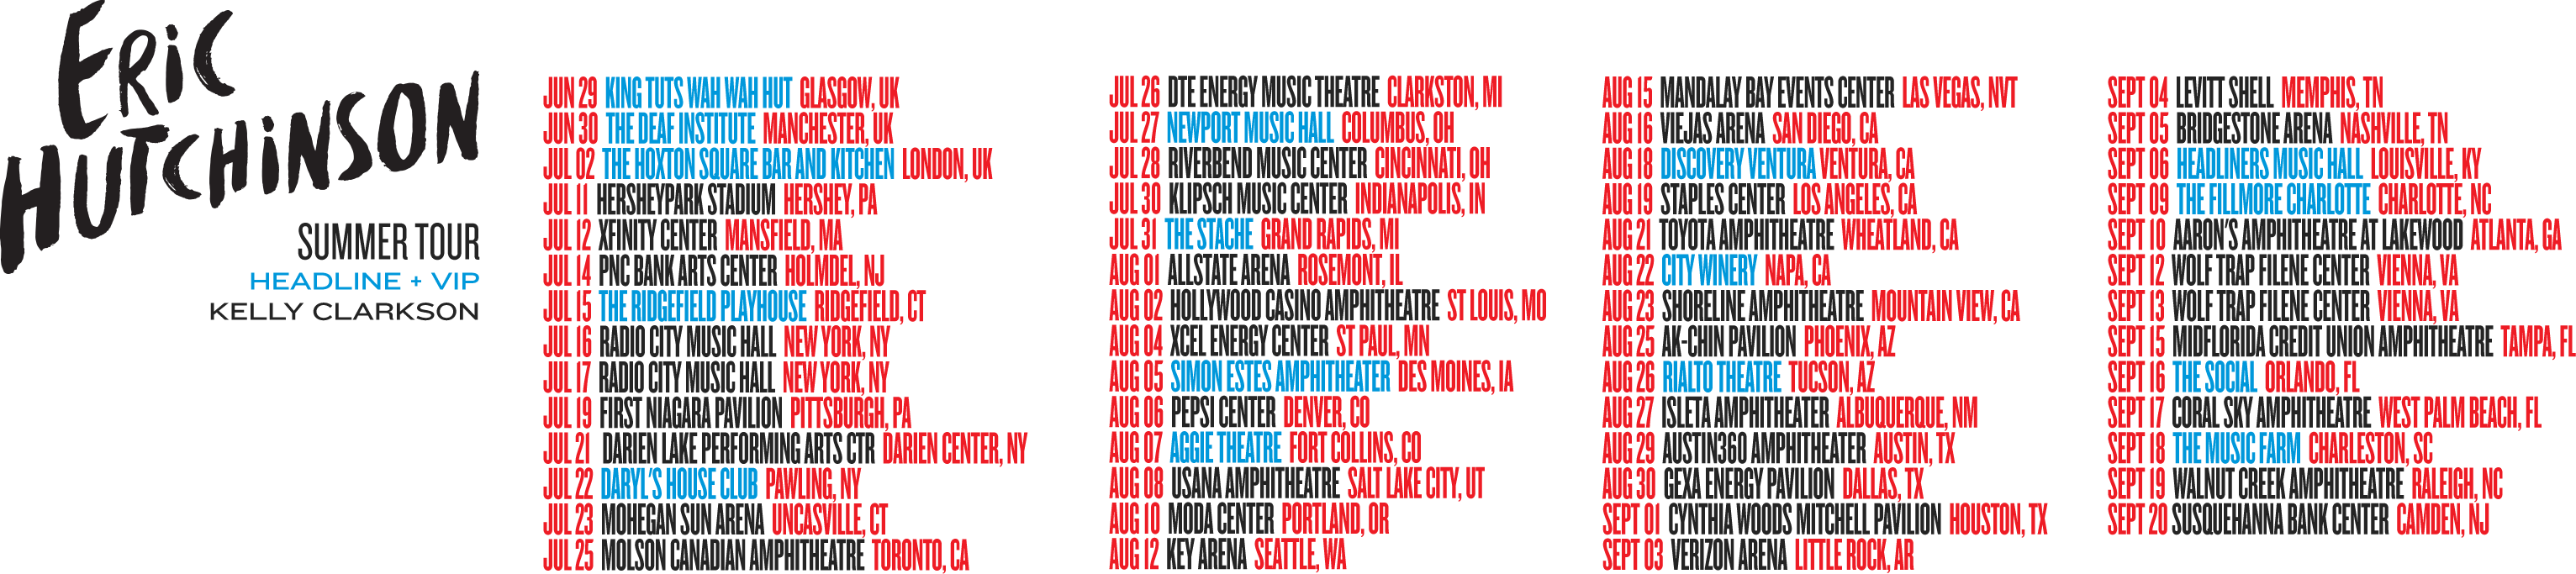 ERIC
HUTCHINSON
SUMMER TOUR
HEADLINE + VIP
KELLY CLARKSON
JUN 29 KING TUTS WAH WAH HUT GLASGOW, UK
JUN 30 THE DEAF INSTITUTE MANCHESTER, UK
JUL 02 THE HOXTON SQUARE BAR AND KITCHEN LONDON, UK
JUL 11 HERSHEYPARK STADIUM HERSHEY, PA
JUL 12 XFINITY CENTER MANSFIELD, MA
JUL 14 PNC BANK ARTS CENTER HOLMDEL, NJ
JUL 15 THE RIDGEFIELD PLAYHOUSE RIDGEFIELD, CT
JUL 16 RADIO CITY MUSIC HALL NEW YORK, NY
JUL 17 RADIO CITY MUSIC HALL NEW YORK, NY
JUL 19 FIRST NIAGARA PAVILION PITTSBURGH, PA
JUL 21 DARIEN LAKE PERFORMING ARTS CTR DARIEN CENTER, NY
JUL 22 DARYL'S HOUSE CLUB PAWLING, NY
JUL 23 MOHEGAN SUN ARENA UNCASVILLE, CT
JUL 25 MOLSON CANADIAN AMPHITHEATRE TORONTO, CA
JUL 26 DTE ENERGY MUSIC THEATRE CLARKSTON, MI
JUL 27 NEWPORT MUSIC HALL COLUMBUS, OH
JUL 28 RIVERBEND MUSIC CENTER CINCINNATI, OH
JUL 30 KLIPSCH MUSIC CENTER INDIANAPOLIS, IN
JUL 31 THE STACHE GRAND RAPIDS, MI
AUG 01 ALLSTATE ARENA ROSEMONT, IL
AUG 02 HOLLYWOOD CASINO AMPHITHEATRE ST LOUIS, MO
AUG 04 XCEL ENERGY CENTER ST PAUL, MN
AUG 05 SIMON ESTES AMPHITHEATER DES MOINES, IA
AUG 06 PEPSI CENTER DENVER, CO
AUG 07 AGGIE THEATRE FORT COLLINS, CO
AUG 08 USANA AMPHITHEATRE SALT LAKE CITY, UT
AUG 10 MODA CENTER PORTLAND, OR
AUG 12 KEY ARENA SEATTLE, WA
AUG 15 MANDALAY BAY EVENTS CENTER LAS VEGAS, NVT
AUG 16 VIEJAS ARENA SAN DIEGO, CA
AUG 18 DISCOVERY VENTURA VENTURA, CA
AUG 19 STAPLES CENTER LOS ANGELES, CA
AUG 21 TOYOTA AMPHITHEATRE WHEATLAND, CA
AUG 22 CITY WINERY NAPA, CA
AUG 23 SHORELINE AMPHITHEATRE MOUNTAIN VIEW, CA
AUG 25 AK-CHIN PAVILION PHOENIX, AZ
AUG 26 RIALTO THEATRE TUCSON, AZ
AUG 27 ISLETA AMPHITHEATER ALBUQUERQUE, NM
AUG 29 AUSTIN360 AMPHITHEATER AUSTIN, TX
AUG 30 GEXA ENERGY PAVILION DALLAS, TX
SEPT 01 CYNTHIA WOODS MITCHELL PAVILION HOUSTON, TX
SEPT 03 VERIZON ARENA LITTLE ROCK, AR
SEPT 04 LEVITT SHELL MEMPHIS, TN
SEPT 05 BRIDGESTONE ARENA NASHVILLE, TN
SEPT 06 HEADLINERS MUSIC HALL LOUISVILLE, KY
SEPT 09 THE FILLMORE CHARLOTTE CHARLOTTE, NC
SEPT 10 AARON'S AMPHITHEATRE AT LAKEWOOD ATLANTA, GA
SEPT 12 WOLF TRAP FILENE CENTER VIENNA, VA
SEPT 13 WOLF TRAP FILENE CENTER VIENNA, VA
SEPT 15 MIDFLORIDA CREDIT UNION AMPHITHEATRE TAMPA, FL
SEPT 16 THE SOCIAL ORLANDO, FL
SEPT 17 CORAL SKY AMPHITHEATRE WEST PALM BEACH, FL
SEPT 18 THE MUSIC FARM CHARLESTON, SC
SEPT 19 WALNUT CREEK AMPHITHEATRE RALEIGH, NC
SEPT 20 SUSQUEHANNA BANK CENTER CAMDEN, NJ